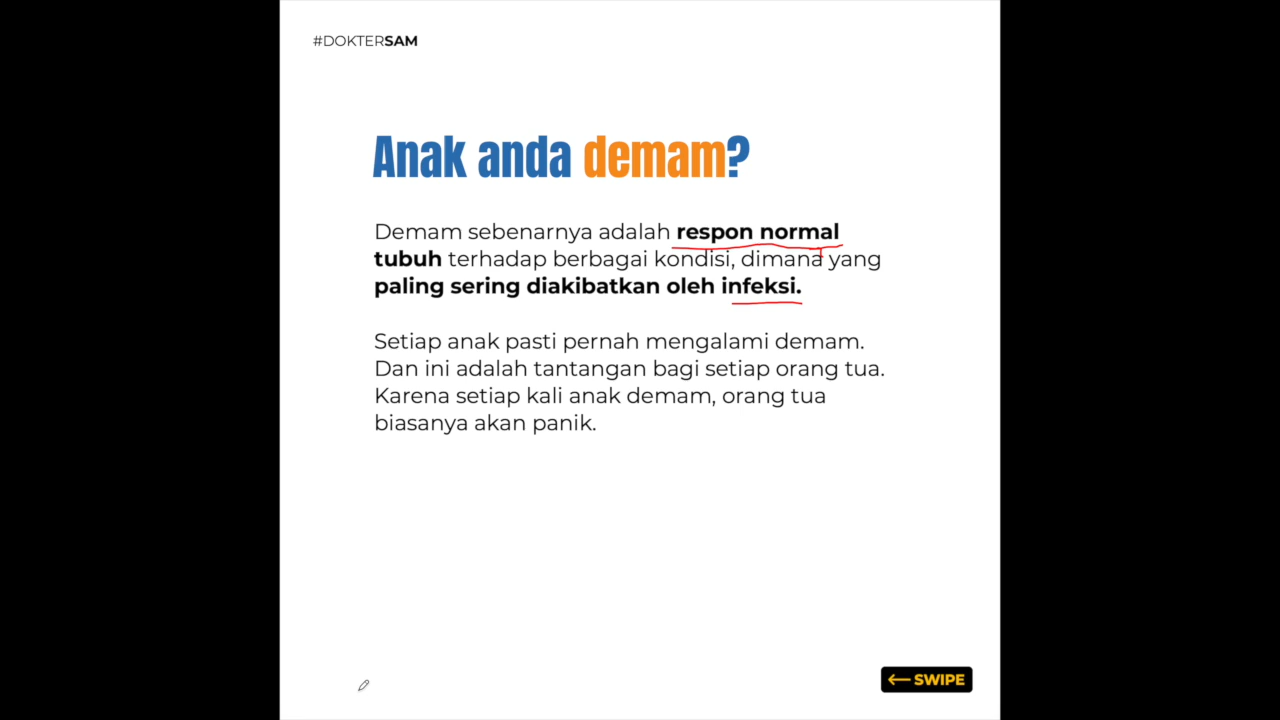 #DOKTERSAM
Anak anda demam?
Demam sebenarnya adalah respon normal
tubuh terhadap berbagai kondisi, dimana yang
paling sering diakibatkan oleh infeksi.
Setiap anak pasti pernah mengalami demam.
Dan ini adalah tantangan bagi setiap orang tua.
Karena setiap kali anak demam, orang tua
biasanya akan panik.
SWIPE